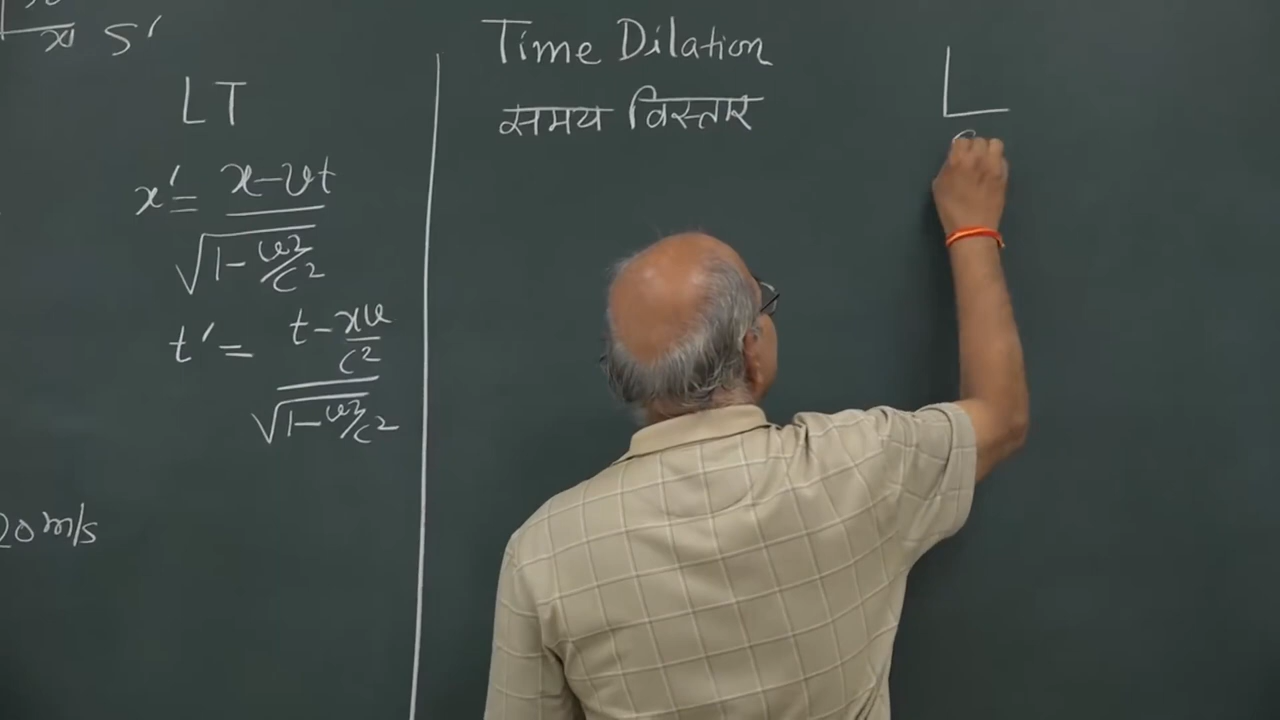 x' S'
LT
x' = x-vt
√1-v²/c²
t' = t-xv/c²
√1-v²/c²
20 m/s
Time Dilation
समय विस्तार